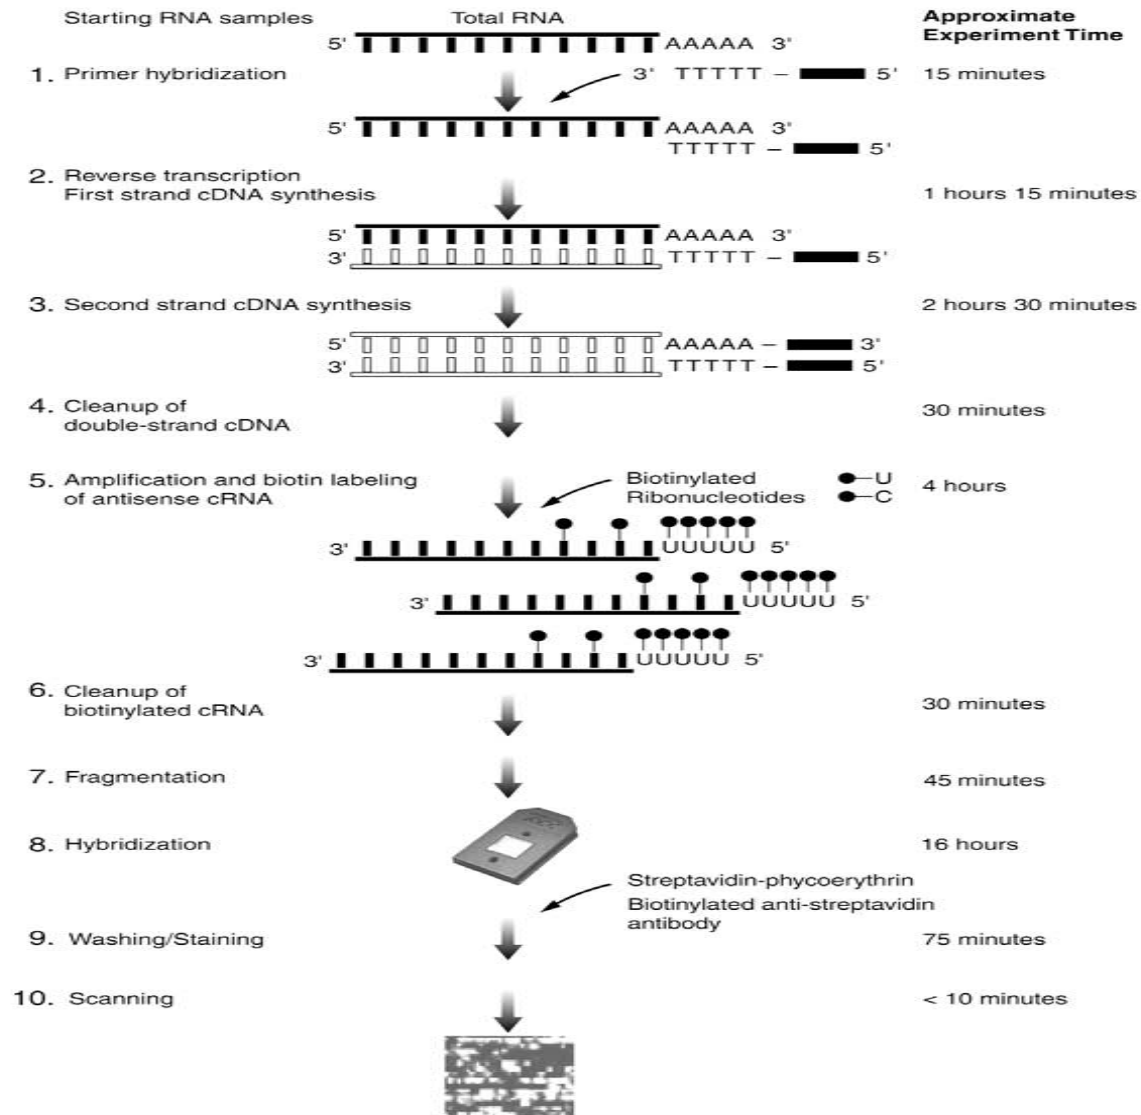 Starting RNA samples
Total RNA
Approximate
Experiment Time
5' AAAAA 3'
1. Primer hybridization
3' TTTTT – 5'
15 minutes
5' AAAAA 3'
TTTTT – 5'
2. Reverse transcription
First strand cDNA synthesis
1 hours 15 minutes
5' AAAAA 3'
3' TTTTT – 5'
3. Second strand cDNA synthesis
2 hours 30 minutes
5' AAAAA – 3'
3' TTTTT – 5'
4. Cleanup of
double-strand cDNA
30 minutes
5. Amplification and biotin labeling
of antisense cRNA
Biotinylated
Ribonucleotides
U
C
4 hours
3' UUUUU 5'
3' UUUUU 5'
3' UUUUU 5'
6. Cleanup of
biotinylated cRNA
30 minutes
7. Fragmentation
45 minutes
8. Hybridization
16 hours
Streptavidin-phycoerythrin
Biotinylated anti-streptavidin
antibody
9. Washing/Staining
75 minutes
10. Scanning
< 10 minutes